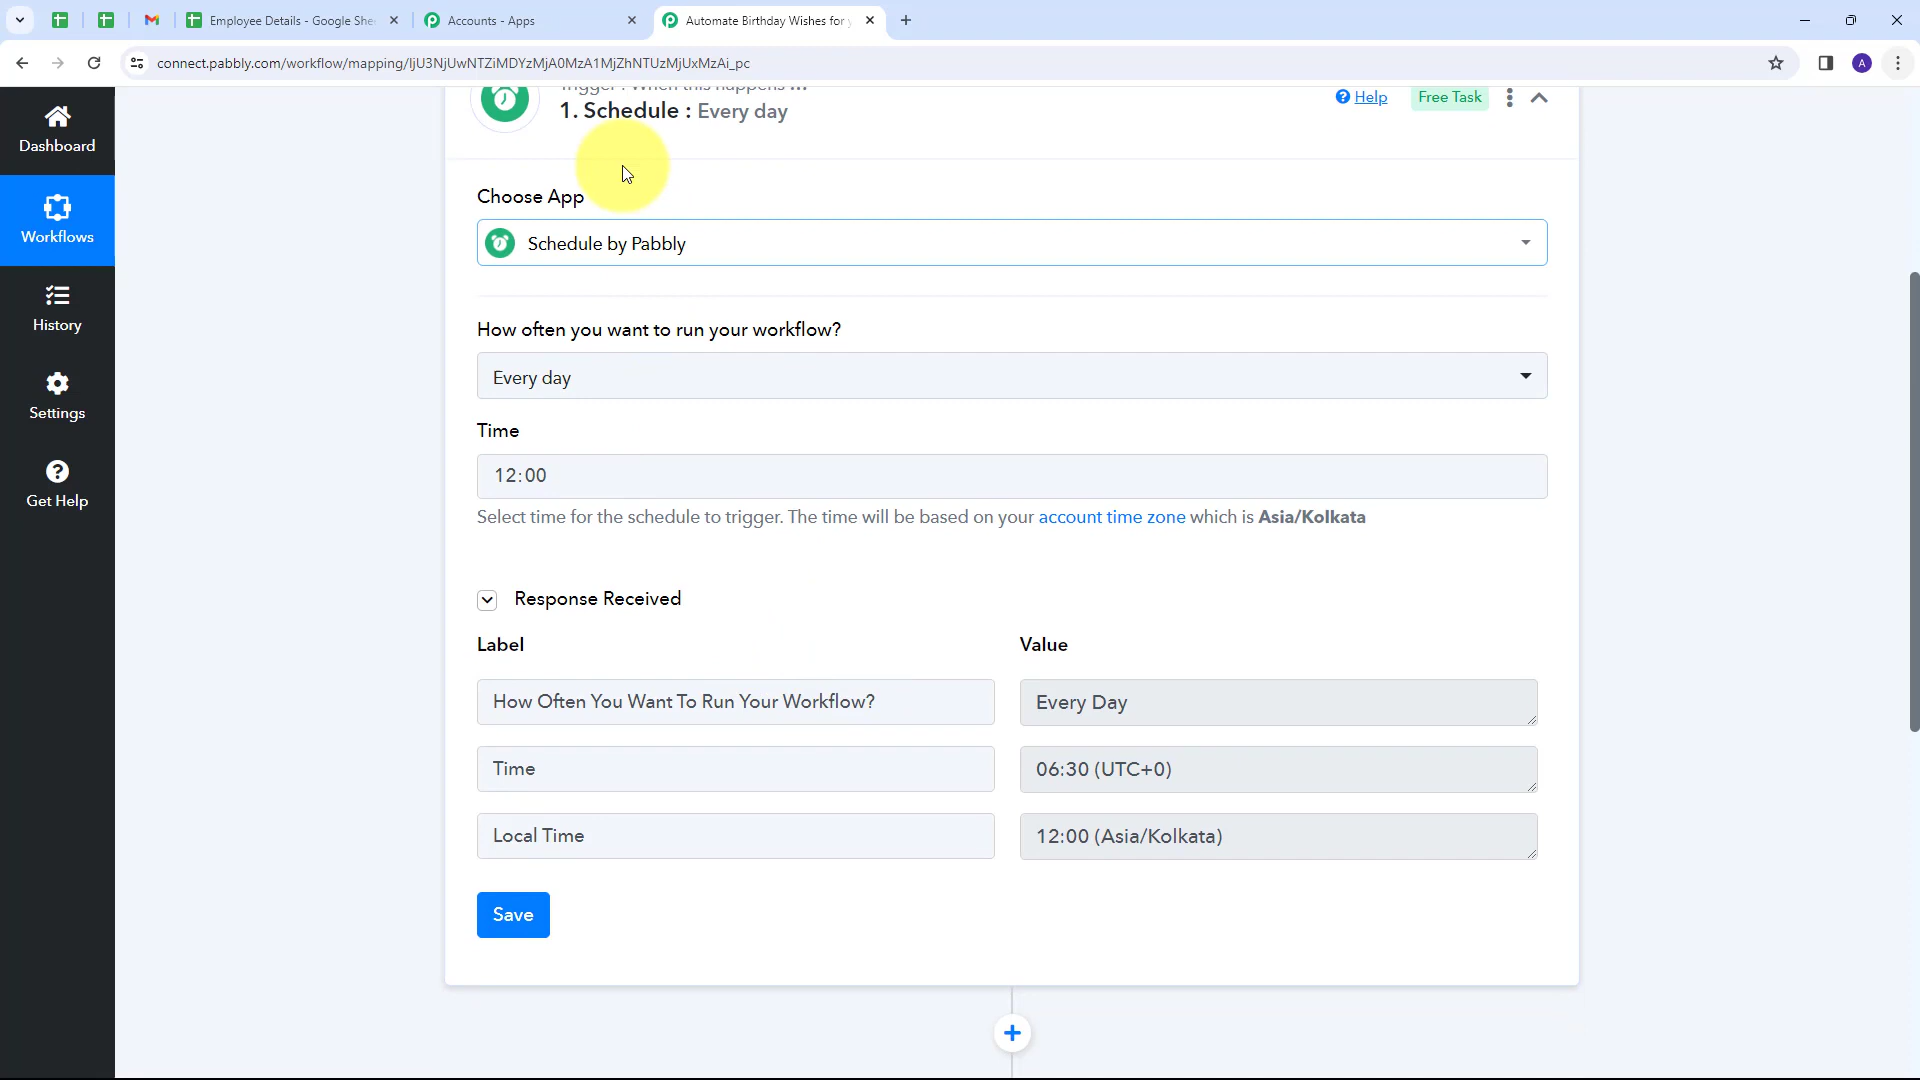 Employee Details - Google She
Accounts - Apps
Automate Birthday Wishes for
connect.pabbly.com/workflow/mapping/IjU3NjUwNTZiMDYzMjA0MzA1MjZhNTUzMjUxMzAi_pc
A
Dashboard
Workflows
History
Settings
Get Help
Trigger : When this happens ...
1. Schedule : Every day
Help
Free Task
Choose App
Schedule by Pabbly
How often you want to run your workflow?
Every day
Time
12:00
Select time for the schedule to trigger. The time will be based on your account time zone which is Asia/Kolkata
Response Received
Label
Value
How Often You Want To Run Your Workflow?
Every Day
Time
06:30 (UTC+0)
Local Time
12:00 (Asia/Kolkata)
Save